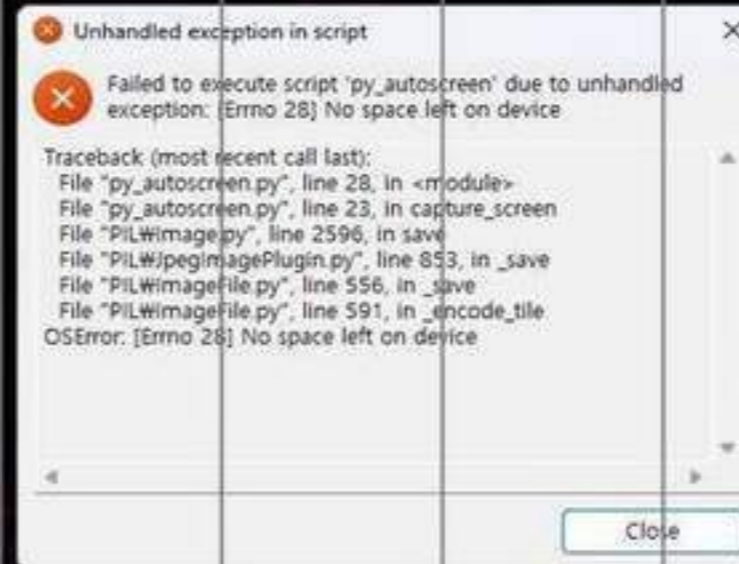 Unhandled exception in script
Failed to execute script 'py_autoscreen' due to unhandled
exception: [Errno 28] No space left on device
Traceback (most recent call last):
File "py_autoscreen.py", line 28, in <module>
File "py_autoscreen.py", line 23, in capture_screen
File "PIL₩Image.py", line 2596, in save
File "PIL₩JpegImagePlugin.py", line 853, in _save
File "PIL₩ImageFile.py", line 556, in _save
File "PIL₩ImageFile.py", line 591, in _encode_tile
OSError: [Errno 28] No space left on device
Close